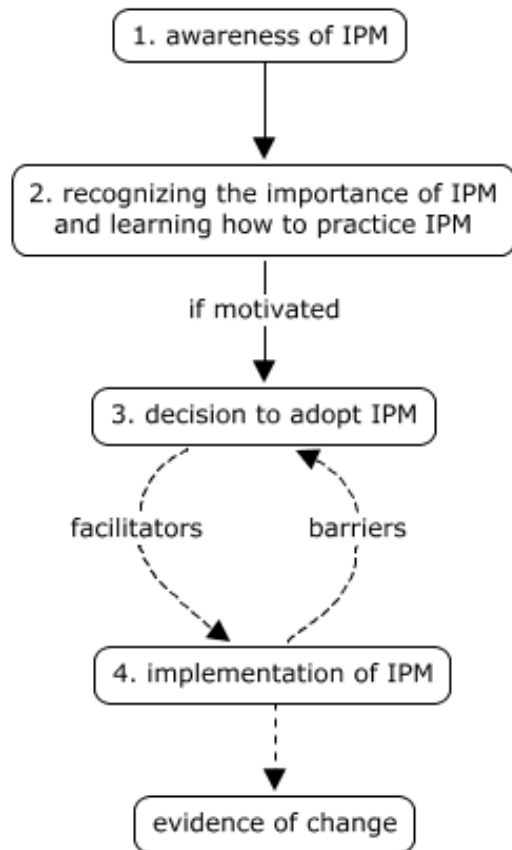 1. awareness of IPM
2. recognizing the importance of IPM
and learning how to practice IPM
if motivated
3. decision to adopt IPM
facilitators
barriers
4. implementation of IPM
evidence of change